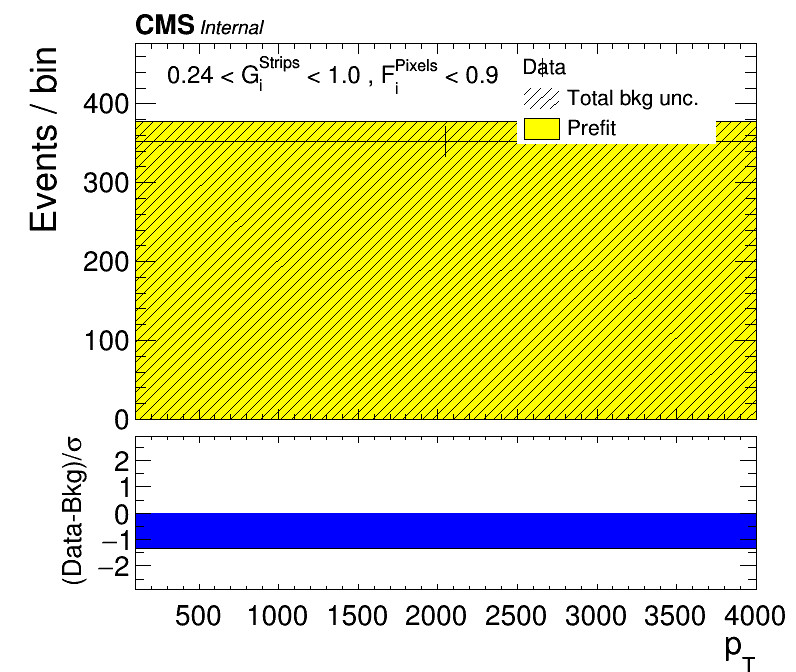 CMS Internal
0.24 < G_i^Strips < 1.0 , F_i^Pixels < 0.9
Data
Total bkg unc.
Prefit
Events / bin
400
300
200
100
0
(Data-Bkg)/σ
2
1
0
−1
−2
500 1000 1500 2000 2500 3000 3500 4000
p_T